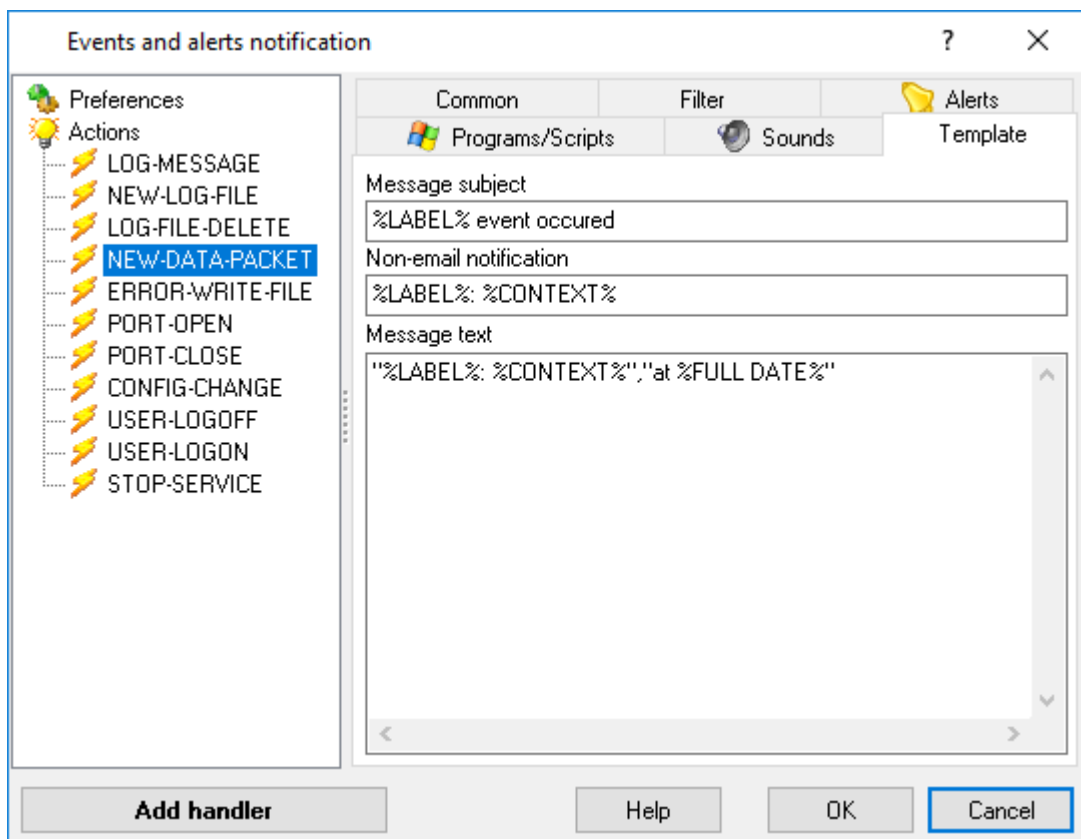 Events and alerts notification
?
Preferences
Actions
LOG-MESSAGE
NEW-LOG-FILE
LOG-FILE-DELETE
NEW-DATA-PACKET
ERROR-WRITE-FILE
PORT-OPEN
PORT-CLOSE
CONFIG-CHANGE
USER-LOGOFF
USER-LOGON
STOP-SERVICE
Common
Filter
Alerts
Programs/Scripts
Sounds
Template
Message subject
%LABEL% event occured
Non-email notification
%LABEL%: %CONTEXT%
Message text
"%LABEL%: %CONTEXT%","at %FULL DATE%"
Add handler
Help
OK
Cancel